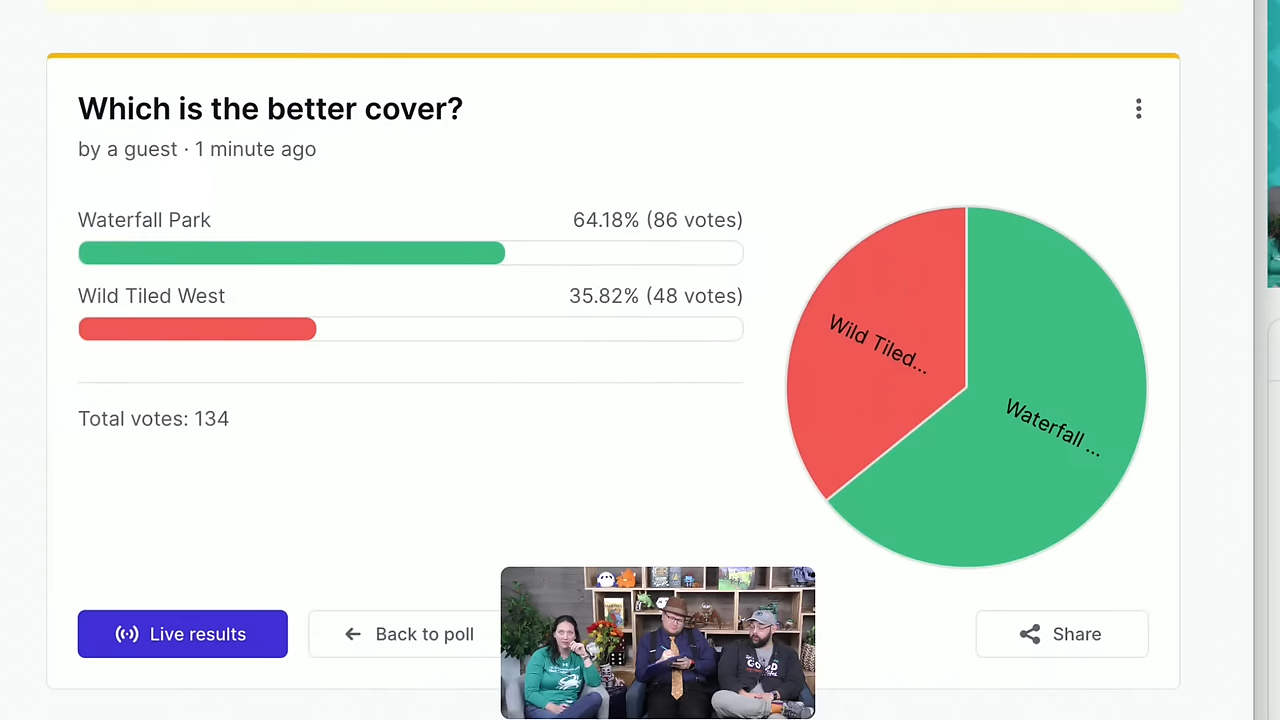 Which is the better cover?
by a guest · 1 minute ago
Waterfall Park 64.18% (86 votes)
Wild Tiled West 35.82% (48 votes)
Total votes: 134
Wild Tiled...
Waterfall ...
Live results
Back to poll
Share